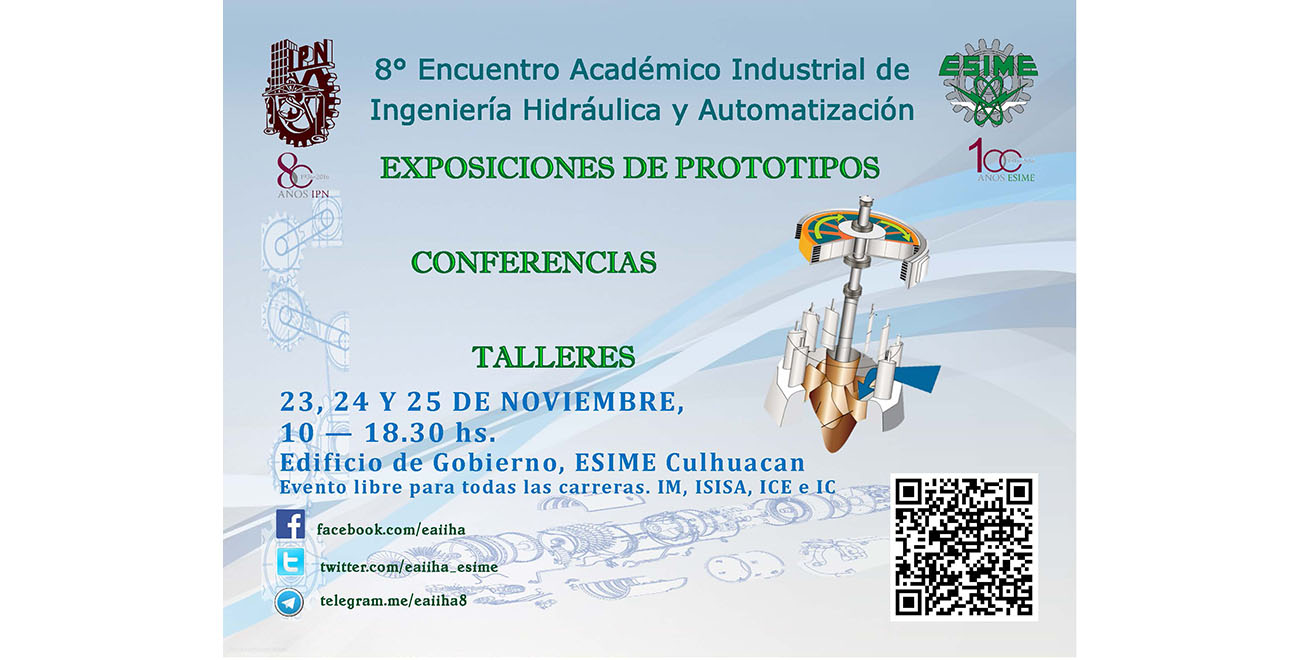 IPN
8° Encuentro Académico Industrial de
Ingeniería Hidráulica y Automatización
ESIME
80
1936-2016
AÑOS IPN
100
AÑOS ESIME
EXPOSICIONES DE PROTOTIPOS
CONFERENCIAS
TALLERES
23, 24 Y 25 DE NOVIEMBRE,
10 — 18.30 hs.
Edificio de Gobierno, ESIME Culhuacan
Evento libre para todas las carreras. IM, ISISA, ICE e IC
facebook.com/eaiiha
twitter.com/eaiiha_esime
telegram.me/eaiiha8